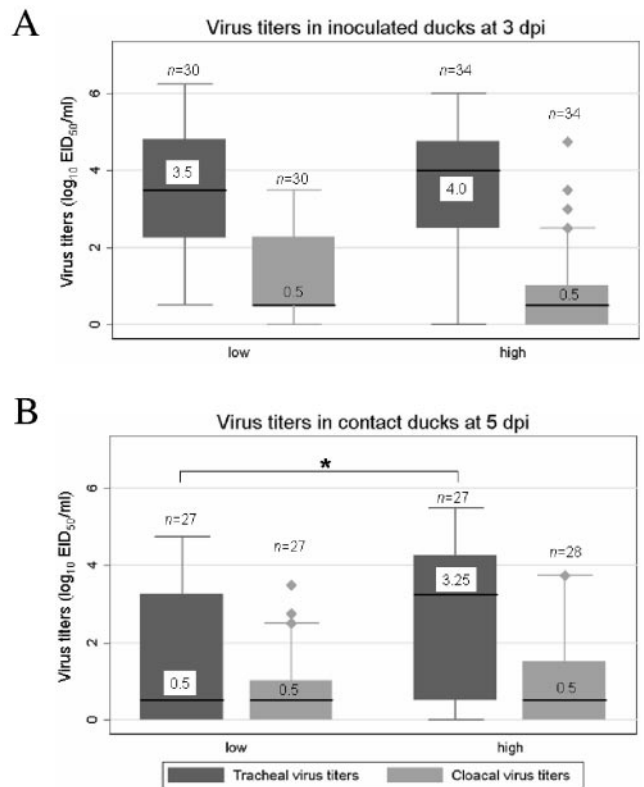 A
Virus titers in inoculated ducks at 3 dpi
Virus titers (log10 EID50/ml)
6
4
2
0
n=30
3.5
n=30
0.5
n=34
4.0
n=34
0.5
low high
B
Virus titers in contact ducks at 5 dpi
Virus titers (log10 EID50/ml)
6
4
2
0
*
n=27
0.5
n=27
0.5
n=27
3.25
n=28
0.5
low high
Tracheal virus titers Cloacal virus titers